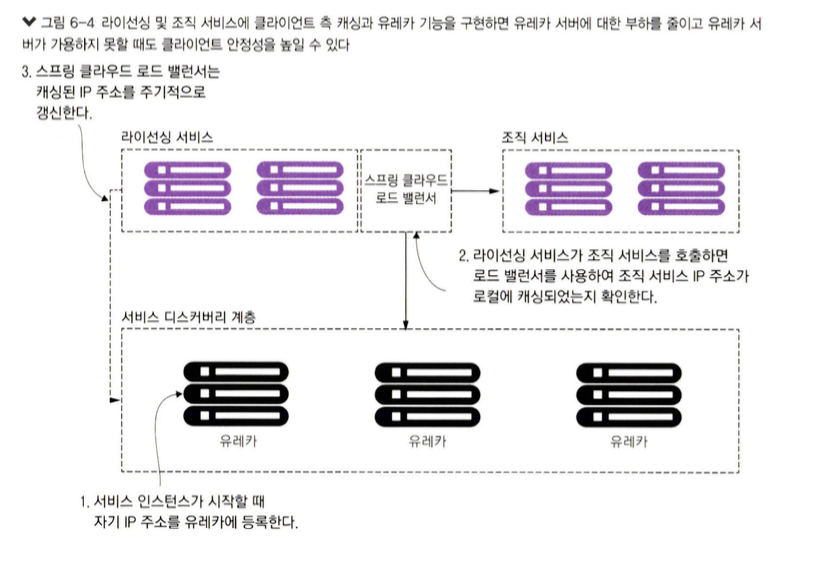 그림 6-4 라이선싱 및 조직 서비스에 클라이언트 측 캐싱과 유레카 기능을 구현하면 유레카 서버에 대한 부하를 줄이고 유레카 서
버가 가용하지 못할 때도 클라이언트 안정성을 높일 수 있다
3. 스프링 클라우드 로드 밸런서는
캐싱된 IP 주소를 주기적으로
갱신한다.
라이선싱 서비스
조직 서비스
스프링 클라우드
로드 밸런서
2. 라이선싱 서비스가 조직 서비스를 호출하면
로드 밸런서를 사용하여 조직 서비스 IP 주소가
로컬에 캐싱되었는지 확인한다.
서비스 디스커버리 계층
유레카
유레카
유레카
1. 서비스 인스턴스가 시작할 때
자기 IP 주소를 유레카에 등록한다.